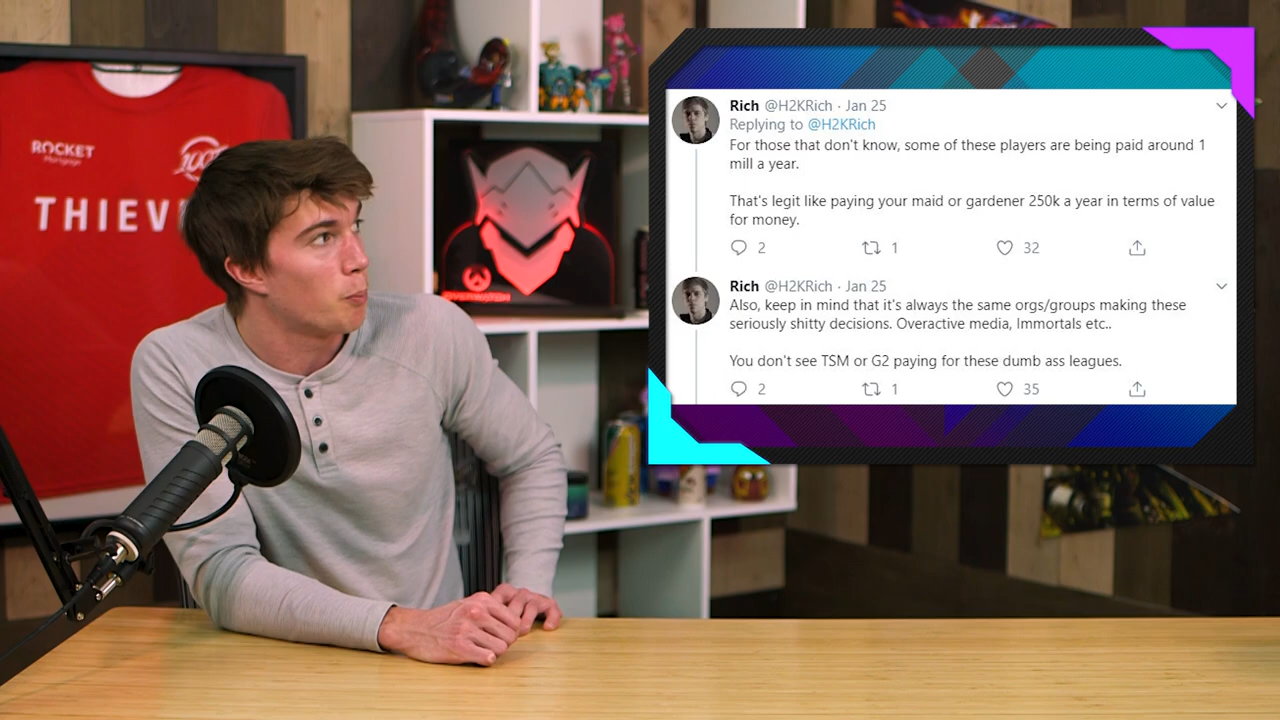 ROCKET
Mortgage
100
THIEV
Rich @H2KRich · Jan 25
Replying to @H2KRich
For those that don't know, some of these players are being paid around 1
mill a year.
That's legit like paying your maid or gardener 250k a year in terms of value
for money.
2 1 32
Rich @H2KRich · Jan 25
Also, keep in mind that it's always the same orgs/groups making these
seriously shitty decisions. Overactive media, Immortals etc..
You don't see TSM or G2 paying for these dumb ass leagues.
2 1 35